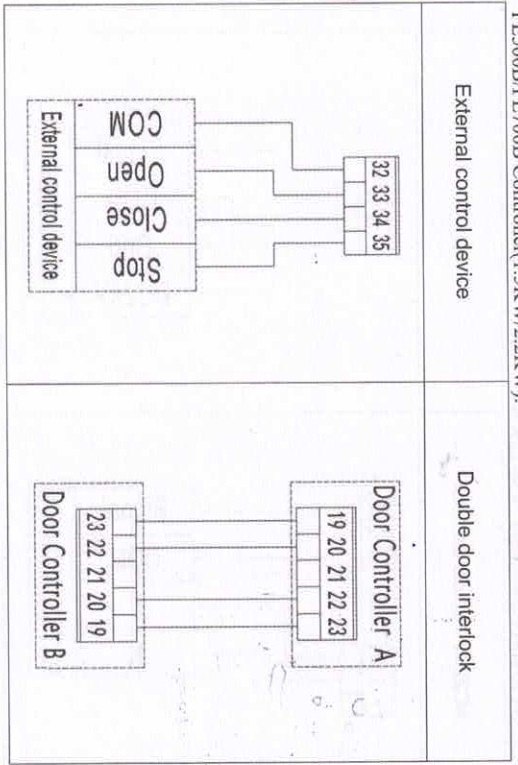 External control device
Double door interlock
32 33 34 35
COM
Open
Close
Stop
External control device
Door Controller A
19 20 21 22 23
23 22 21 20 19
Door Controller B